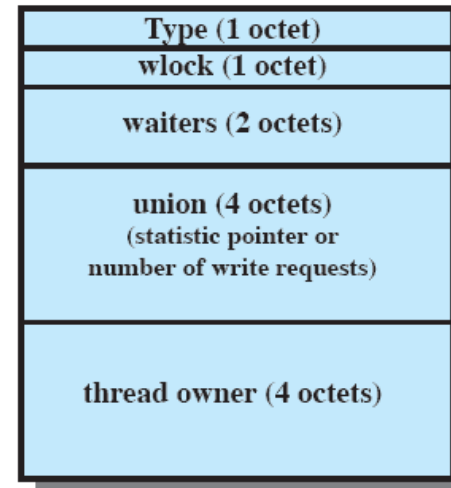 Type (1 octet)
wlock (1 octet)
waiters (2 octets)
union (4 octets)
(statistic pointer or
number of write requests)
thread owner (4 octets)